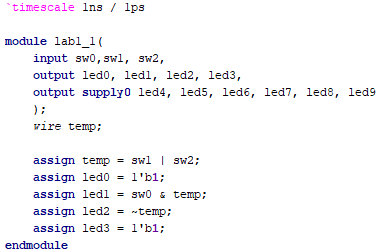 `timescale 1ns / 1ps
module lab1_1(
input sw0,sw1, sw2,
output led0, led1, led2, led3,
output supply0 led4, led5, led6, led7, led8, led9
);
wire temp;
assign temp = sw1 | sw2;
assign led0 = 1'b1;
assign led1 = sw0 & temp;
assign led2 = ~temp;
assign led3 = 1'b1;
endmodule